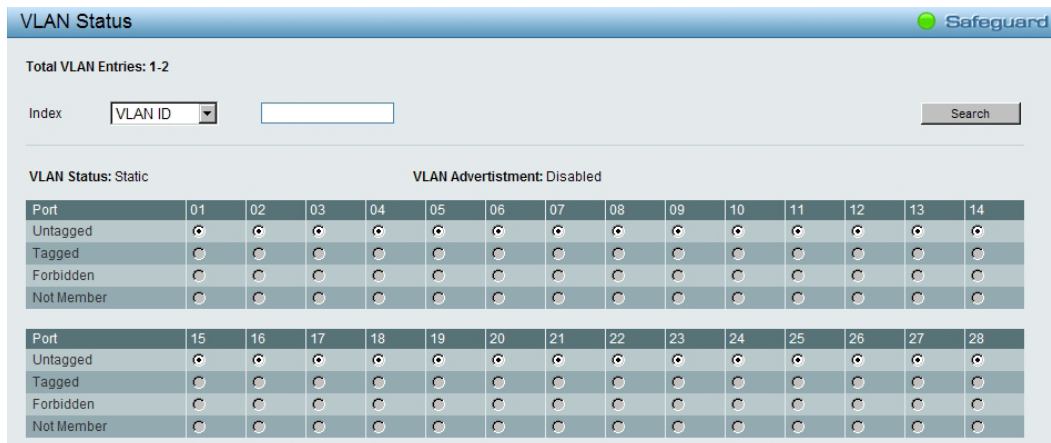 VLAN Status
Safeguard
Total VLAN Entries: 1-2
Index VLAN ID Search
VLAN Status: Static VLAN Advertistment: Disabled
Port 01 02 03 04 05 06 07 08 09 10 11 12 13 14
Untagged
Tagged
Forbidden
Not Member
Port 15 16 17 18 19 20 21 22 23 24 25 26 27 28
Untagged
Tagged
Forbidden
Not Member